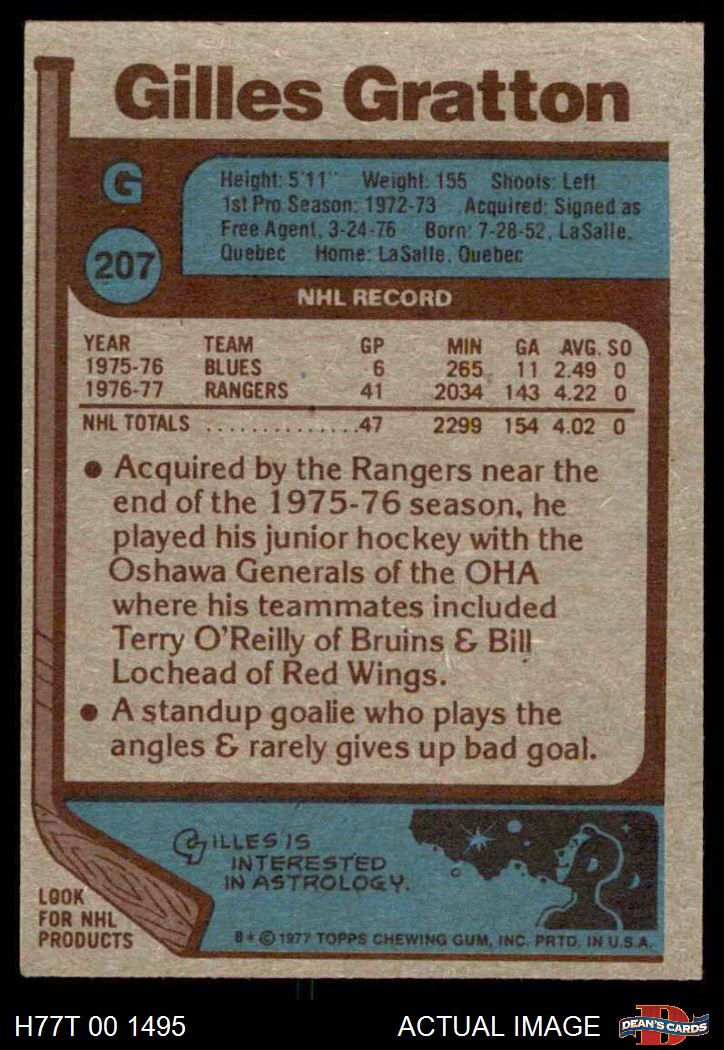 Gilles Gratton
G
207
Height: 5'11" Weight: 155 Shoots: Left
1st Pro Season: 1972-73 Acquired: Signed as
Free Agent, 3-24-76 Born: 7-28-52, LaSalle,
Quebec Home: LaSalle, Quebec
NHL RECORD
YEAR TEAM GP MIN GA AVG. SO
1975-76 BLUES 6 265 11 2.49 0
1976-77 RANGERS 41 2034 143 4.22 0
NHL TOTALS ..............47 2299 154 4.02 0
• Acquired by the Rangers near the
end of the 1975-76 season, he
played his junior hockey with the
Oshawa Generals of the OHA
where his teammates included
Terry O'Reilly of Bruins & Bill
Lochead of Red Wings.
• A standup goalie who plays the
angles & rarely gives up bad goal.
GILLES IS
INTERESTED
IN ASTROLOGY.
LOOK
FOR NHL
PRODUCTS
B * © 1977 TOPPS CHEWING GUM, INC. PRTD. IN U.S.A.
H77T 00 1495 ACTUAL IMAGE
D
DEAN'S CARDS